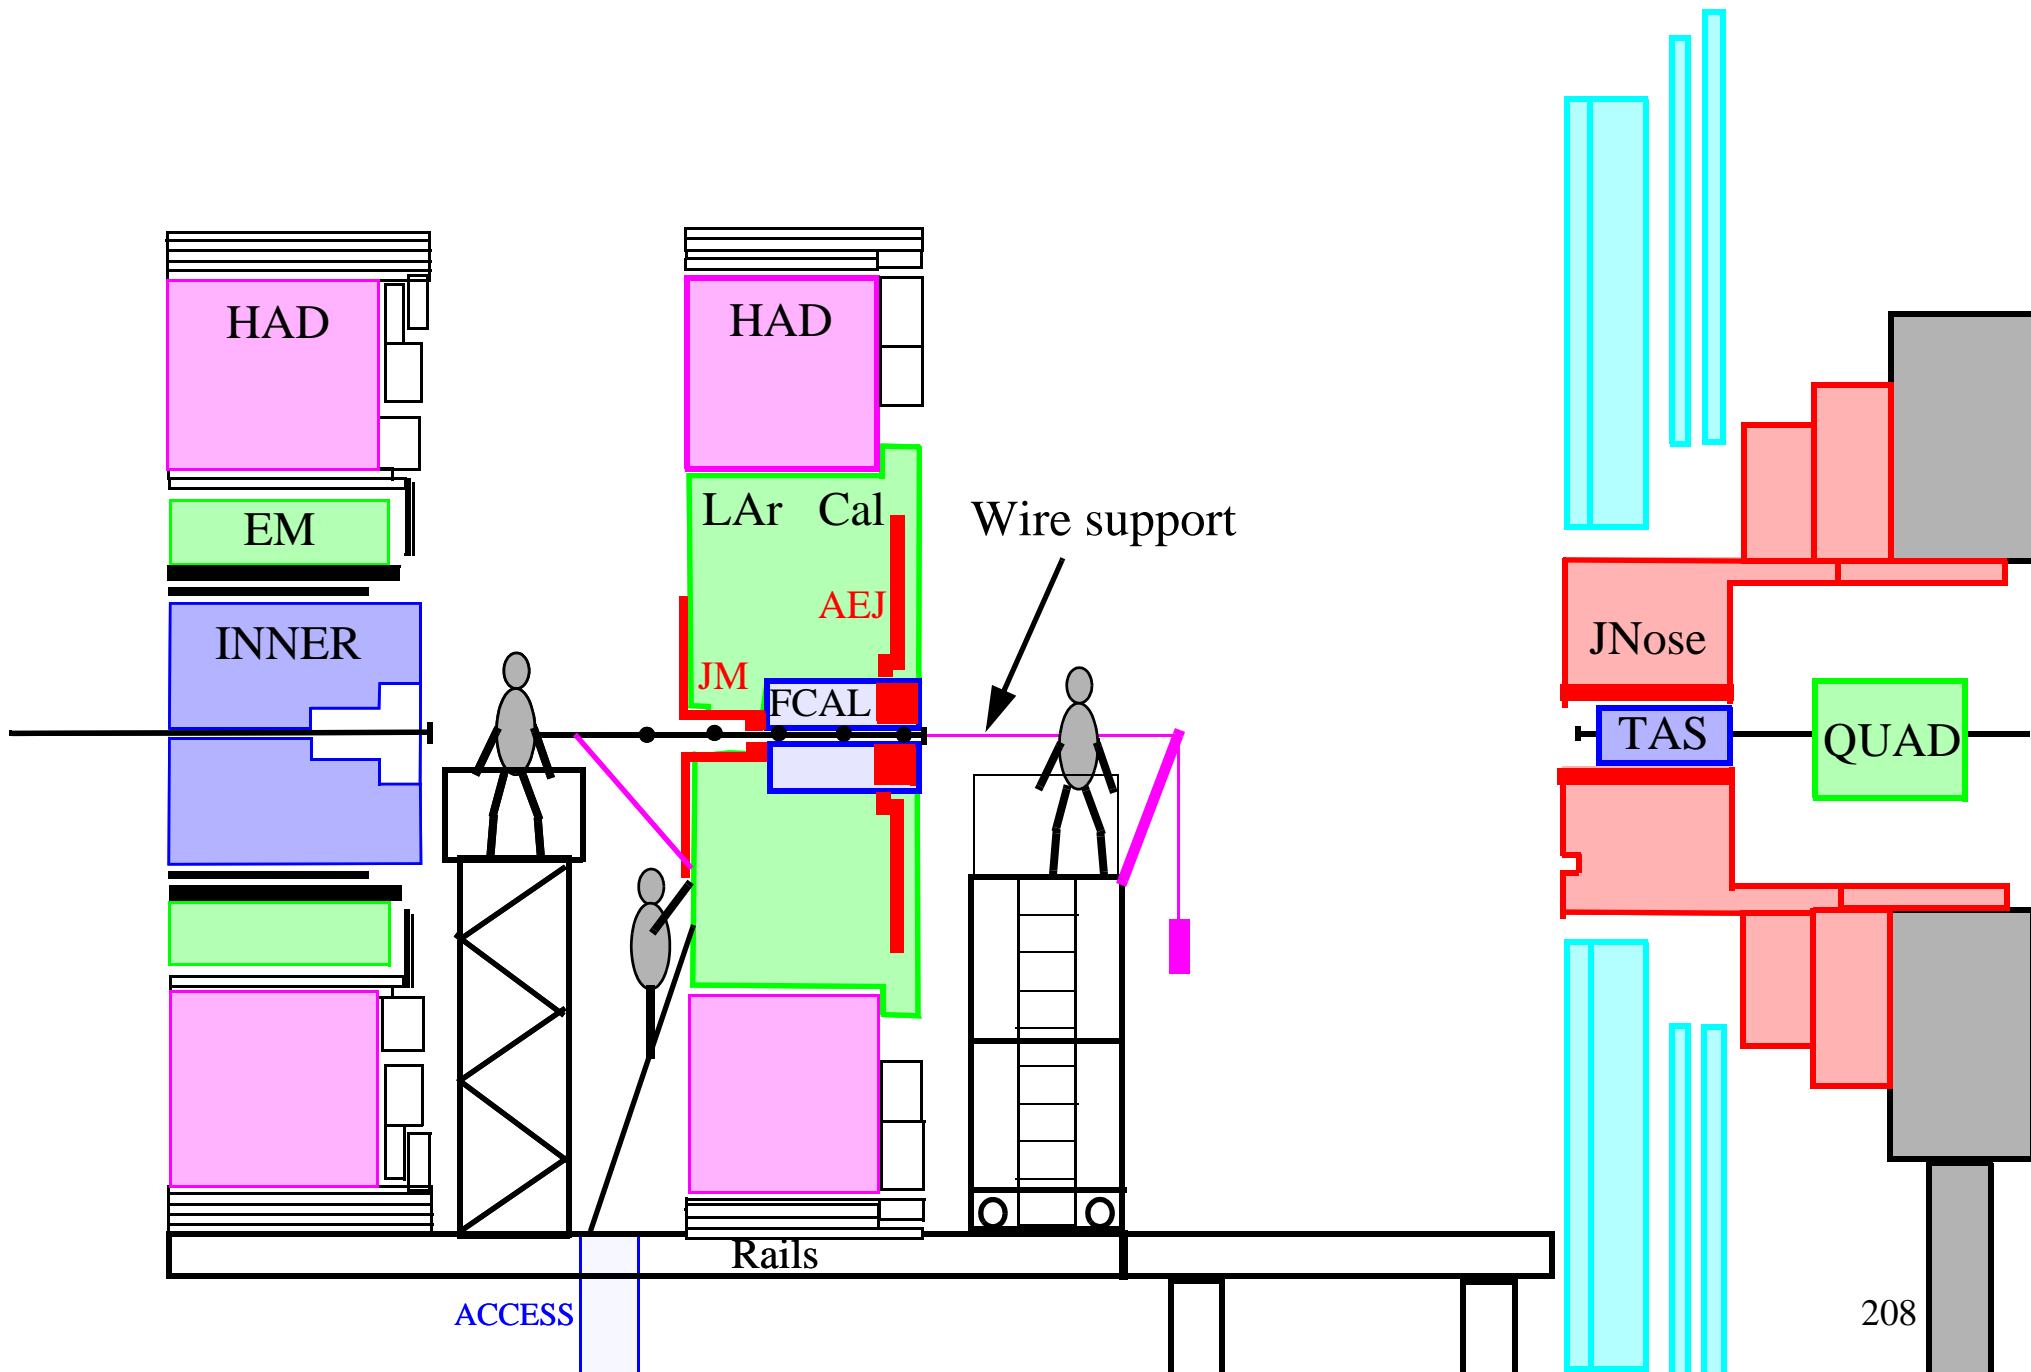 HAD
HAD
LAr Cal
Wire support
EM
AEJ
INNER
JNose
JM
FCAL
TAS
QUAD
Rails
ACCESS
208